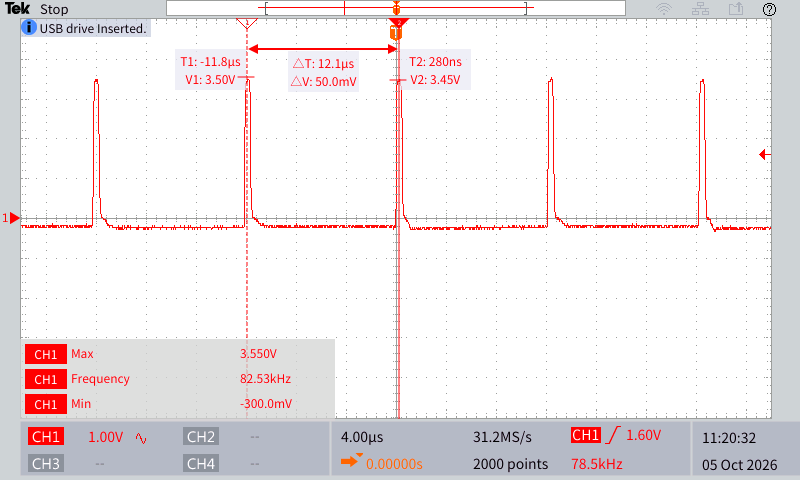 Tek Stop
USB drive Inserted.
T1: -11.8μs
V1: 3.50V
△T: 12.1μs
△V: 50.0mV
T2: 280ns
V2: 3.45V
1
2
T
1
CH1 Max 3.550V
CH1 Frequency 82.53kHz
CH1 Min -300.0mV
CH1 1.00V CH2 -- 4.00μs 31.2MS/s CH1 1.60V 11:20:32
CH3 -- CH4 -- 0.00000s 2000 points 78.5kHz 05 Oct 2026